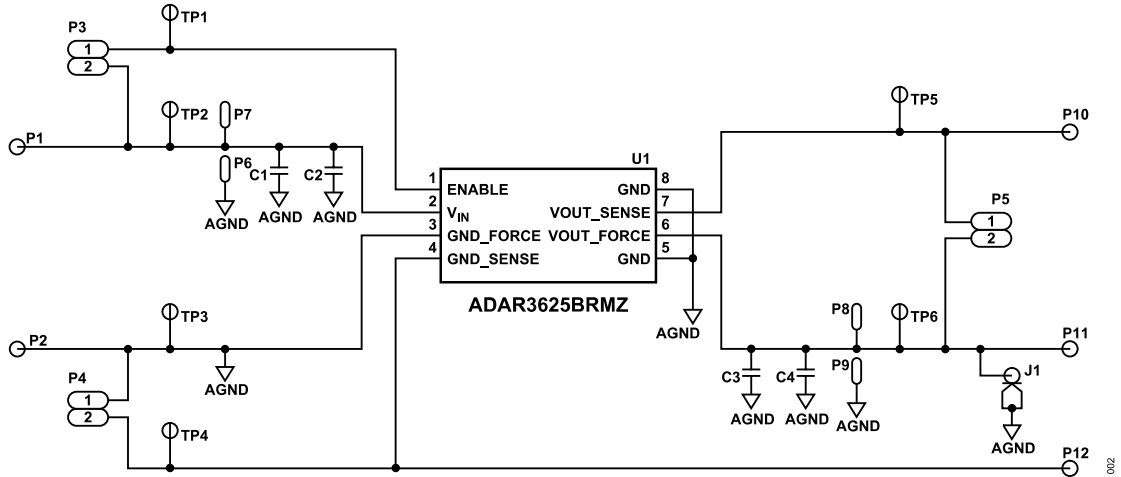 TP1
P3
1
2
TP2
P7
P1
P6
C1
C2
AGND
AGND
AGND
U1
1
ENABLE
2
VIN
3
GND_FORCE
4
GND_SENSE
GND
8
VOUT_SENSE
7
VOUT_FORCE
6
GND
5
ADAR3625BRMZ
AGND
TP5
P10
P5
1
2
TP3
P2
AGND
P4
1
2
TP4
P8
TP6
P11
C3
C4
P9
J1
AGND
AGND
AGND
AGND
P12
002